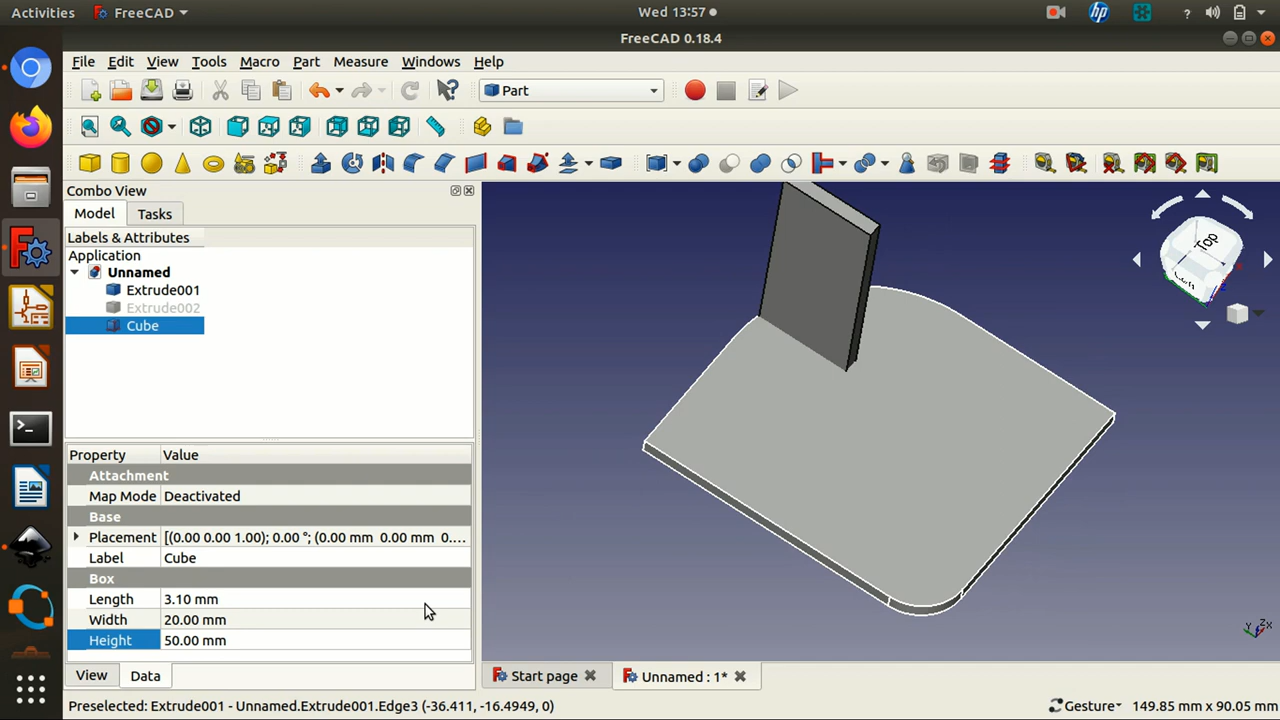 Activities FreeCAD Wed 13:57 ?
FreeCAD 0.18.4
File Edit View Tools Macro Part Measure Windows Help
Part
Combo View
Model Tasks
Labels & Attributes
Application
Unnamed
Extrude001
Extrude002
Cube
Top
Property Value
Attachment
Map Mode Deactivated
Base
Placement [(0.00 0.00 1.00); 0.00 °; (0.00 mm 0.00 mm 0....
Label Cube
Box
Length 3.10 mm
Width 20.00 mm
Height 50.00 mm
View Data
Start page Unnamed : 1*
Preselected: Extrude001 - Unnamed.Extrude001.Edge3 (-36.411, -16.4949, 0) Gesture 149.85 mm x 90.05 mm